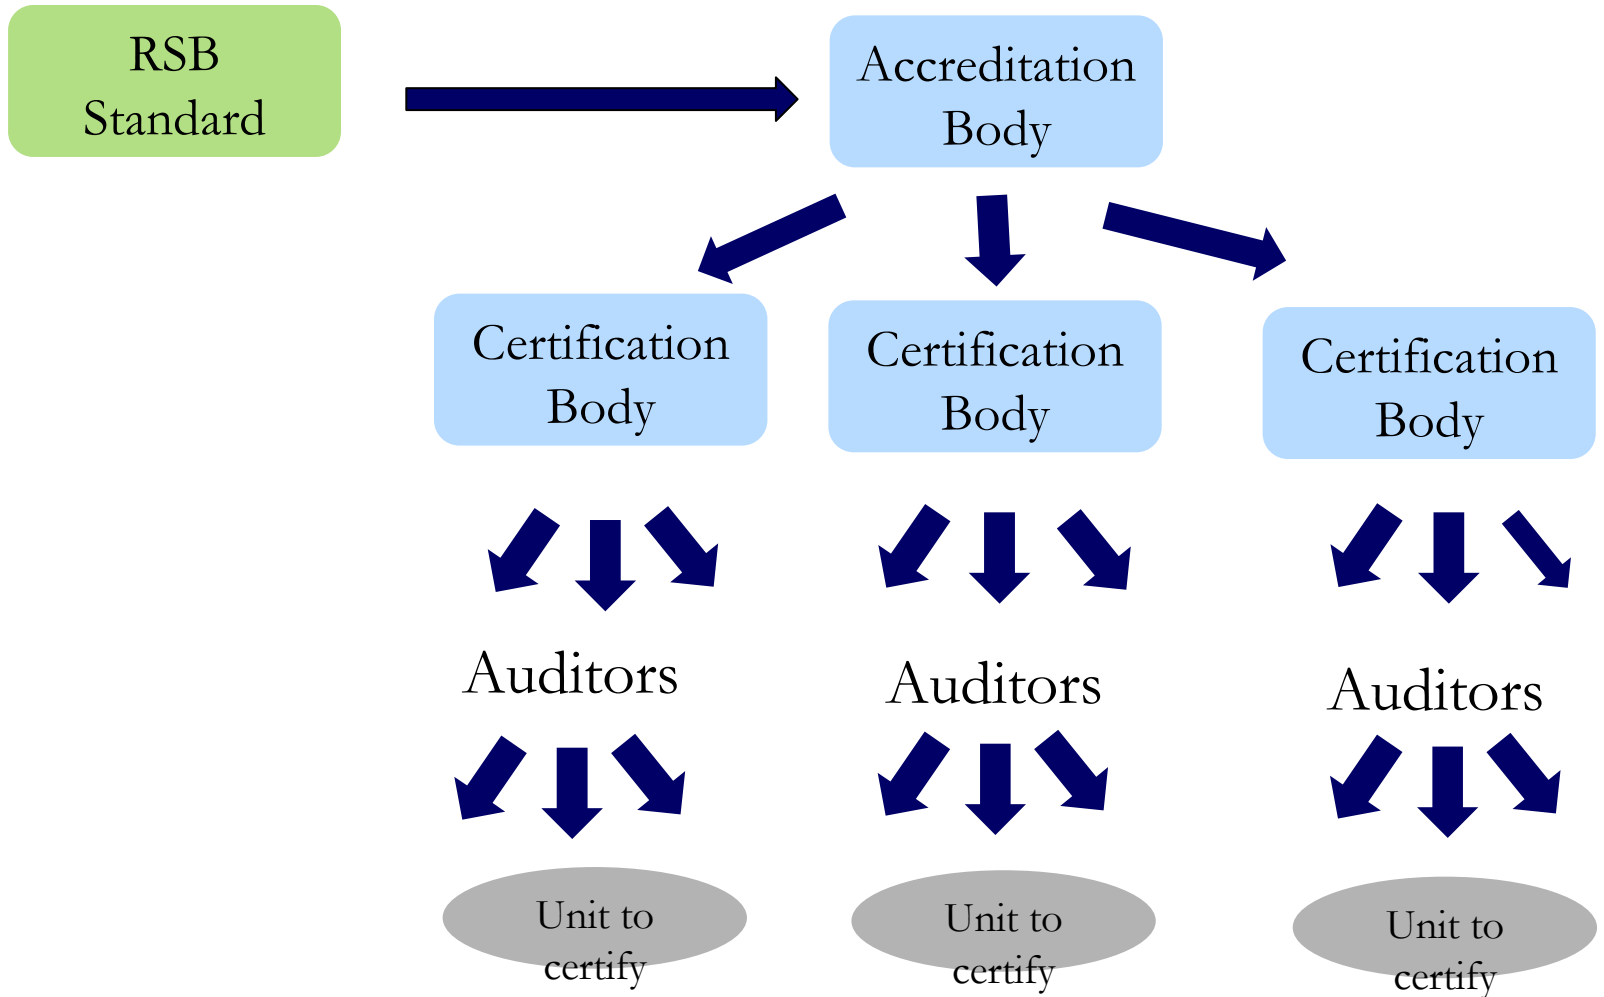 RSB
Standard
Accreditation
Body
Certification
Body
Certification
Body
Certification
Body
Auditors
Auditors
Auditors
Unit to
certify
Unit to
certify
Unit to
certify